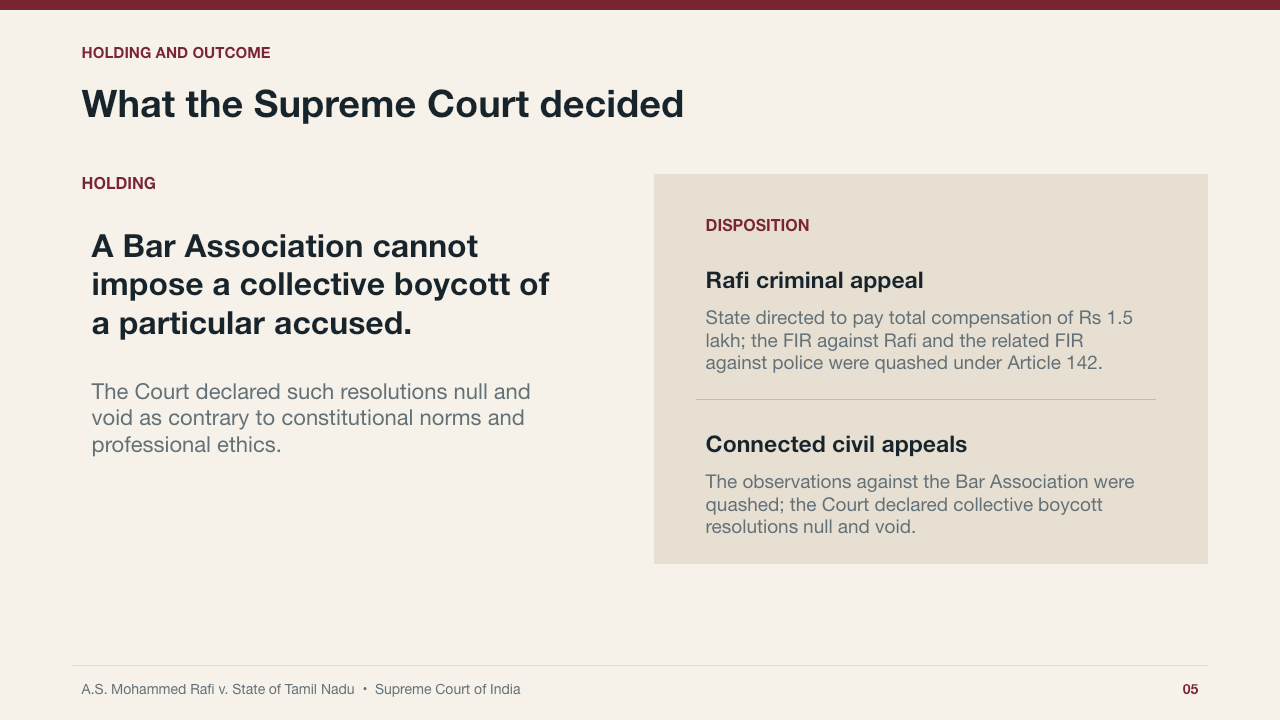 HOLDING AND OUTCOME
What the Supreme Court decided
HOLDING
A Bar Association cannot
impose a collective boycott of
a particular accused.
The Court declared such resolutions null and
void as contrary to constitutional norms and
professional ethics.
DISPOSITION
Rafi criminal appeal
State directed to pay total compensation of Rs 1.5
lakh; the FIR against Rafi and the related FIR
against police were quashed under Article 142.
Connected civil appeals
The observations against the Bar Association were
quashed; the Court declared collective boycott
resolutions null and void.
A.S. Mohammed Rafi v. State of Tamil Nadu • Supreme Court of India
05